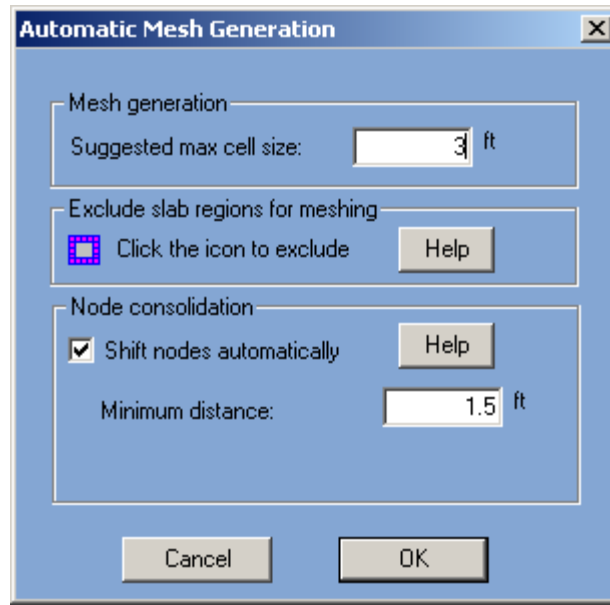 Automatic Mesh Generation
Mesh generation
Suggested max cell size: 3 ft
Exclude slab regions for meshing
Click the icon to exclude Help
Node consolidation
Shift nodes automatically Help
Minimum distance: 1.5 ft
Cancel OK